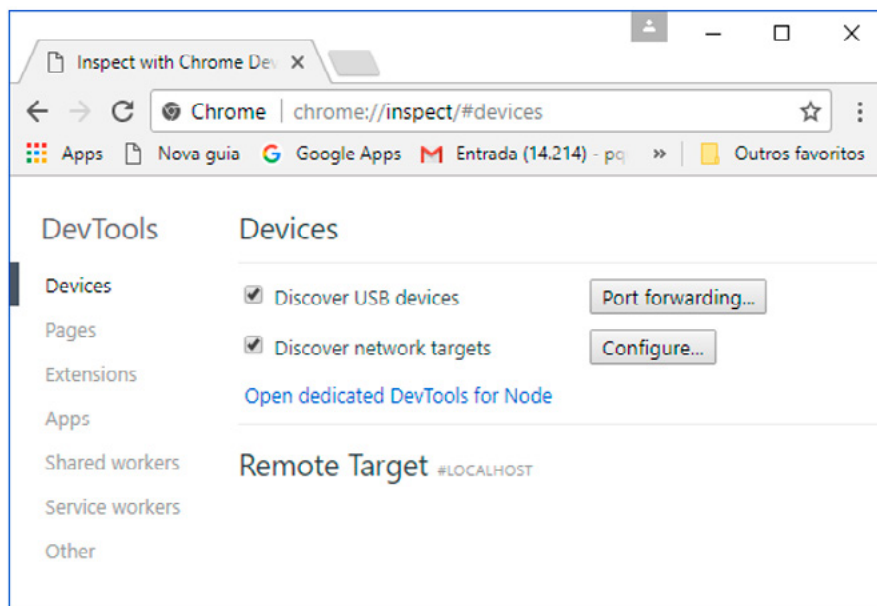 Inspect with Chrome Dev
Chrome chrome://inspect/#devices
Apps Nova guia Google Apps Entrada (14.214) - pq » Outros favoritos
DevTools
Devices
Pages
Extensions
Apps
Shared workers
Service workers
Other
Devices
Discover USB devices Port forwarding...
Discover network targets Configure...
Open dedicated DevTools for Node
Remote Target #LOCALHOST